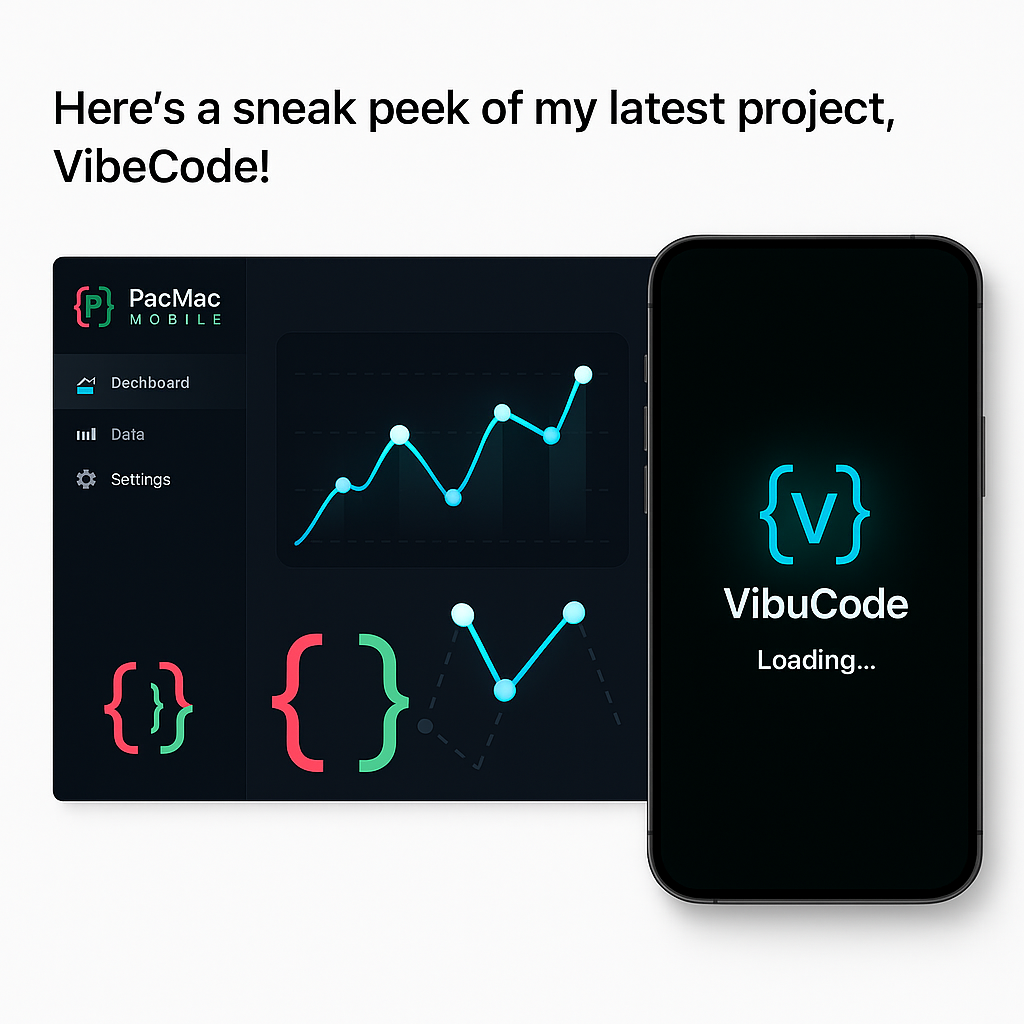 Here’s a sneak peek of my latest project,
VibeCode!
{P} PacMac
MOBILE
Dechboard
Data
Settings
{V}
VibuCode
Loading...